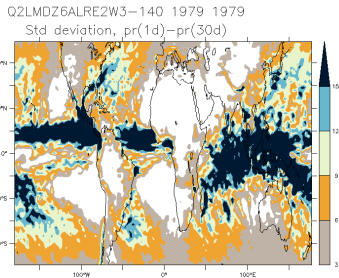 Q2LMDZ6ALRE2W3-140 1979 1979
Std deviation, pr(1d)-pr(30d)
°N
15
°N
12
0°
9
°S
6
°S
3
100°W
0°
100°E